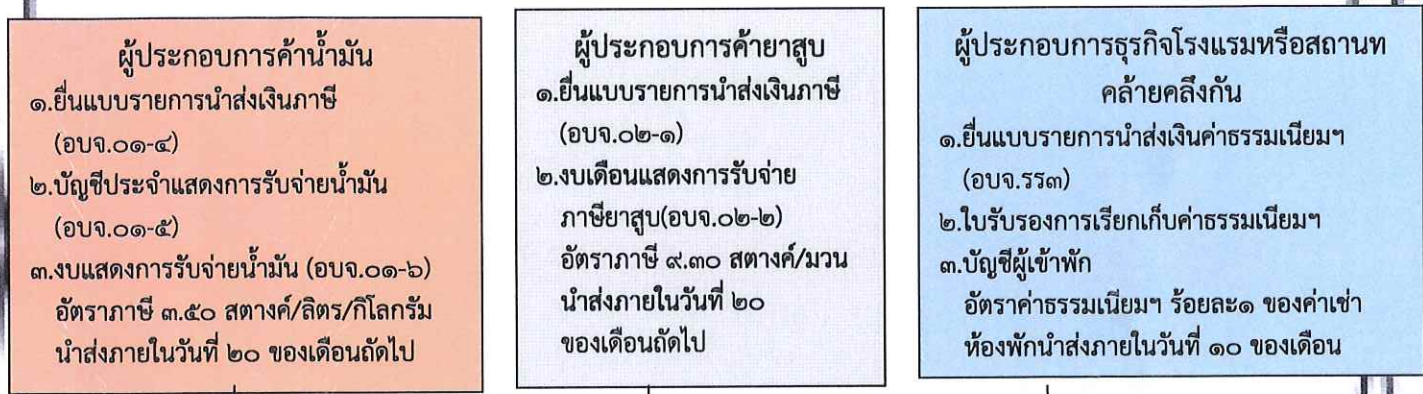 ผู้ประกอบการค้าน้ำมัน
๑.ยื่นแบบรายการนำส่งเงินภาษี
(อบจ.๐๑-๔)
๒.บัญชีประจำแสดงการรับจ่ายน้ำมัน
(อบจ.๐๑-๕)
๓.งบแสดงการรับจ่ายน้ำมัน (อบจ.๐๑-๖)
อัตราภาษี ๓.๕๐ สตางค์/ลิตร/กิโลกรัม
นำส่งภายในวันที่ ๒๐ ของเดือนถัดไป
ผู้ประกอบการค้ายาสูบ
๑.ยื่นแบบรายการนำส่งเงินภาษี
(อบจ.๐๒-๑)
๒.งบเดือนแสดงการรับจ่าย
ภาษียาสูบ(อบจ.๐๒-๒)
อัตราภาษี ๙.๓๐ สตางค์/มวน
นำส่งภายในวันที่ ๒๐
ของเดือนถัดไป
ผู้ประกอบการธุรกิจโรงแรมหรือสถานท
คล้ายคลึงกัน
๑.ยื่นแบบรายการนำส่งเงินค่าธรรมเนียมฯ
(อบจ.รร๓)
๒.ใบรับรองการเรียกเก็บค่าธรรมเนียมฯ
๓.บัญชีผู้เข้าพัก
อัตราค่าธรรมเนียมฯ ร้อยละ๑ ของค่าเช่า
ห้องพักนำส่งภายในวันที่ ๑๐ ของเดือน